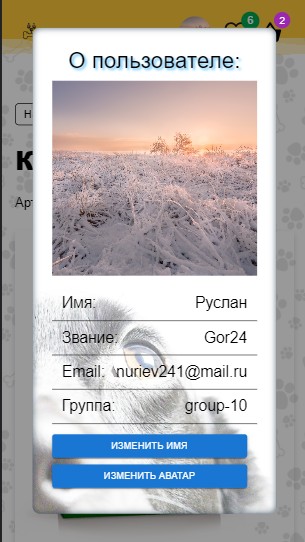 6
2
О пользователе:
Н
К
Арт
Имя: Руслан
Звание: Gor24
Email: nuriev241@mail.ru
Группа: group-10
ИЗМЕНИТЬ ИМЯ
ИЗМЕНИТЬ АВАТАР